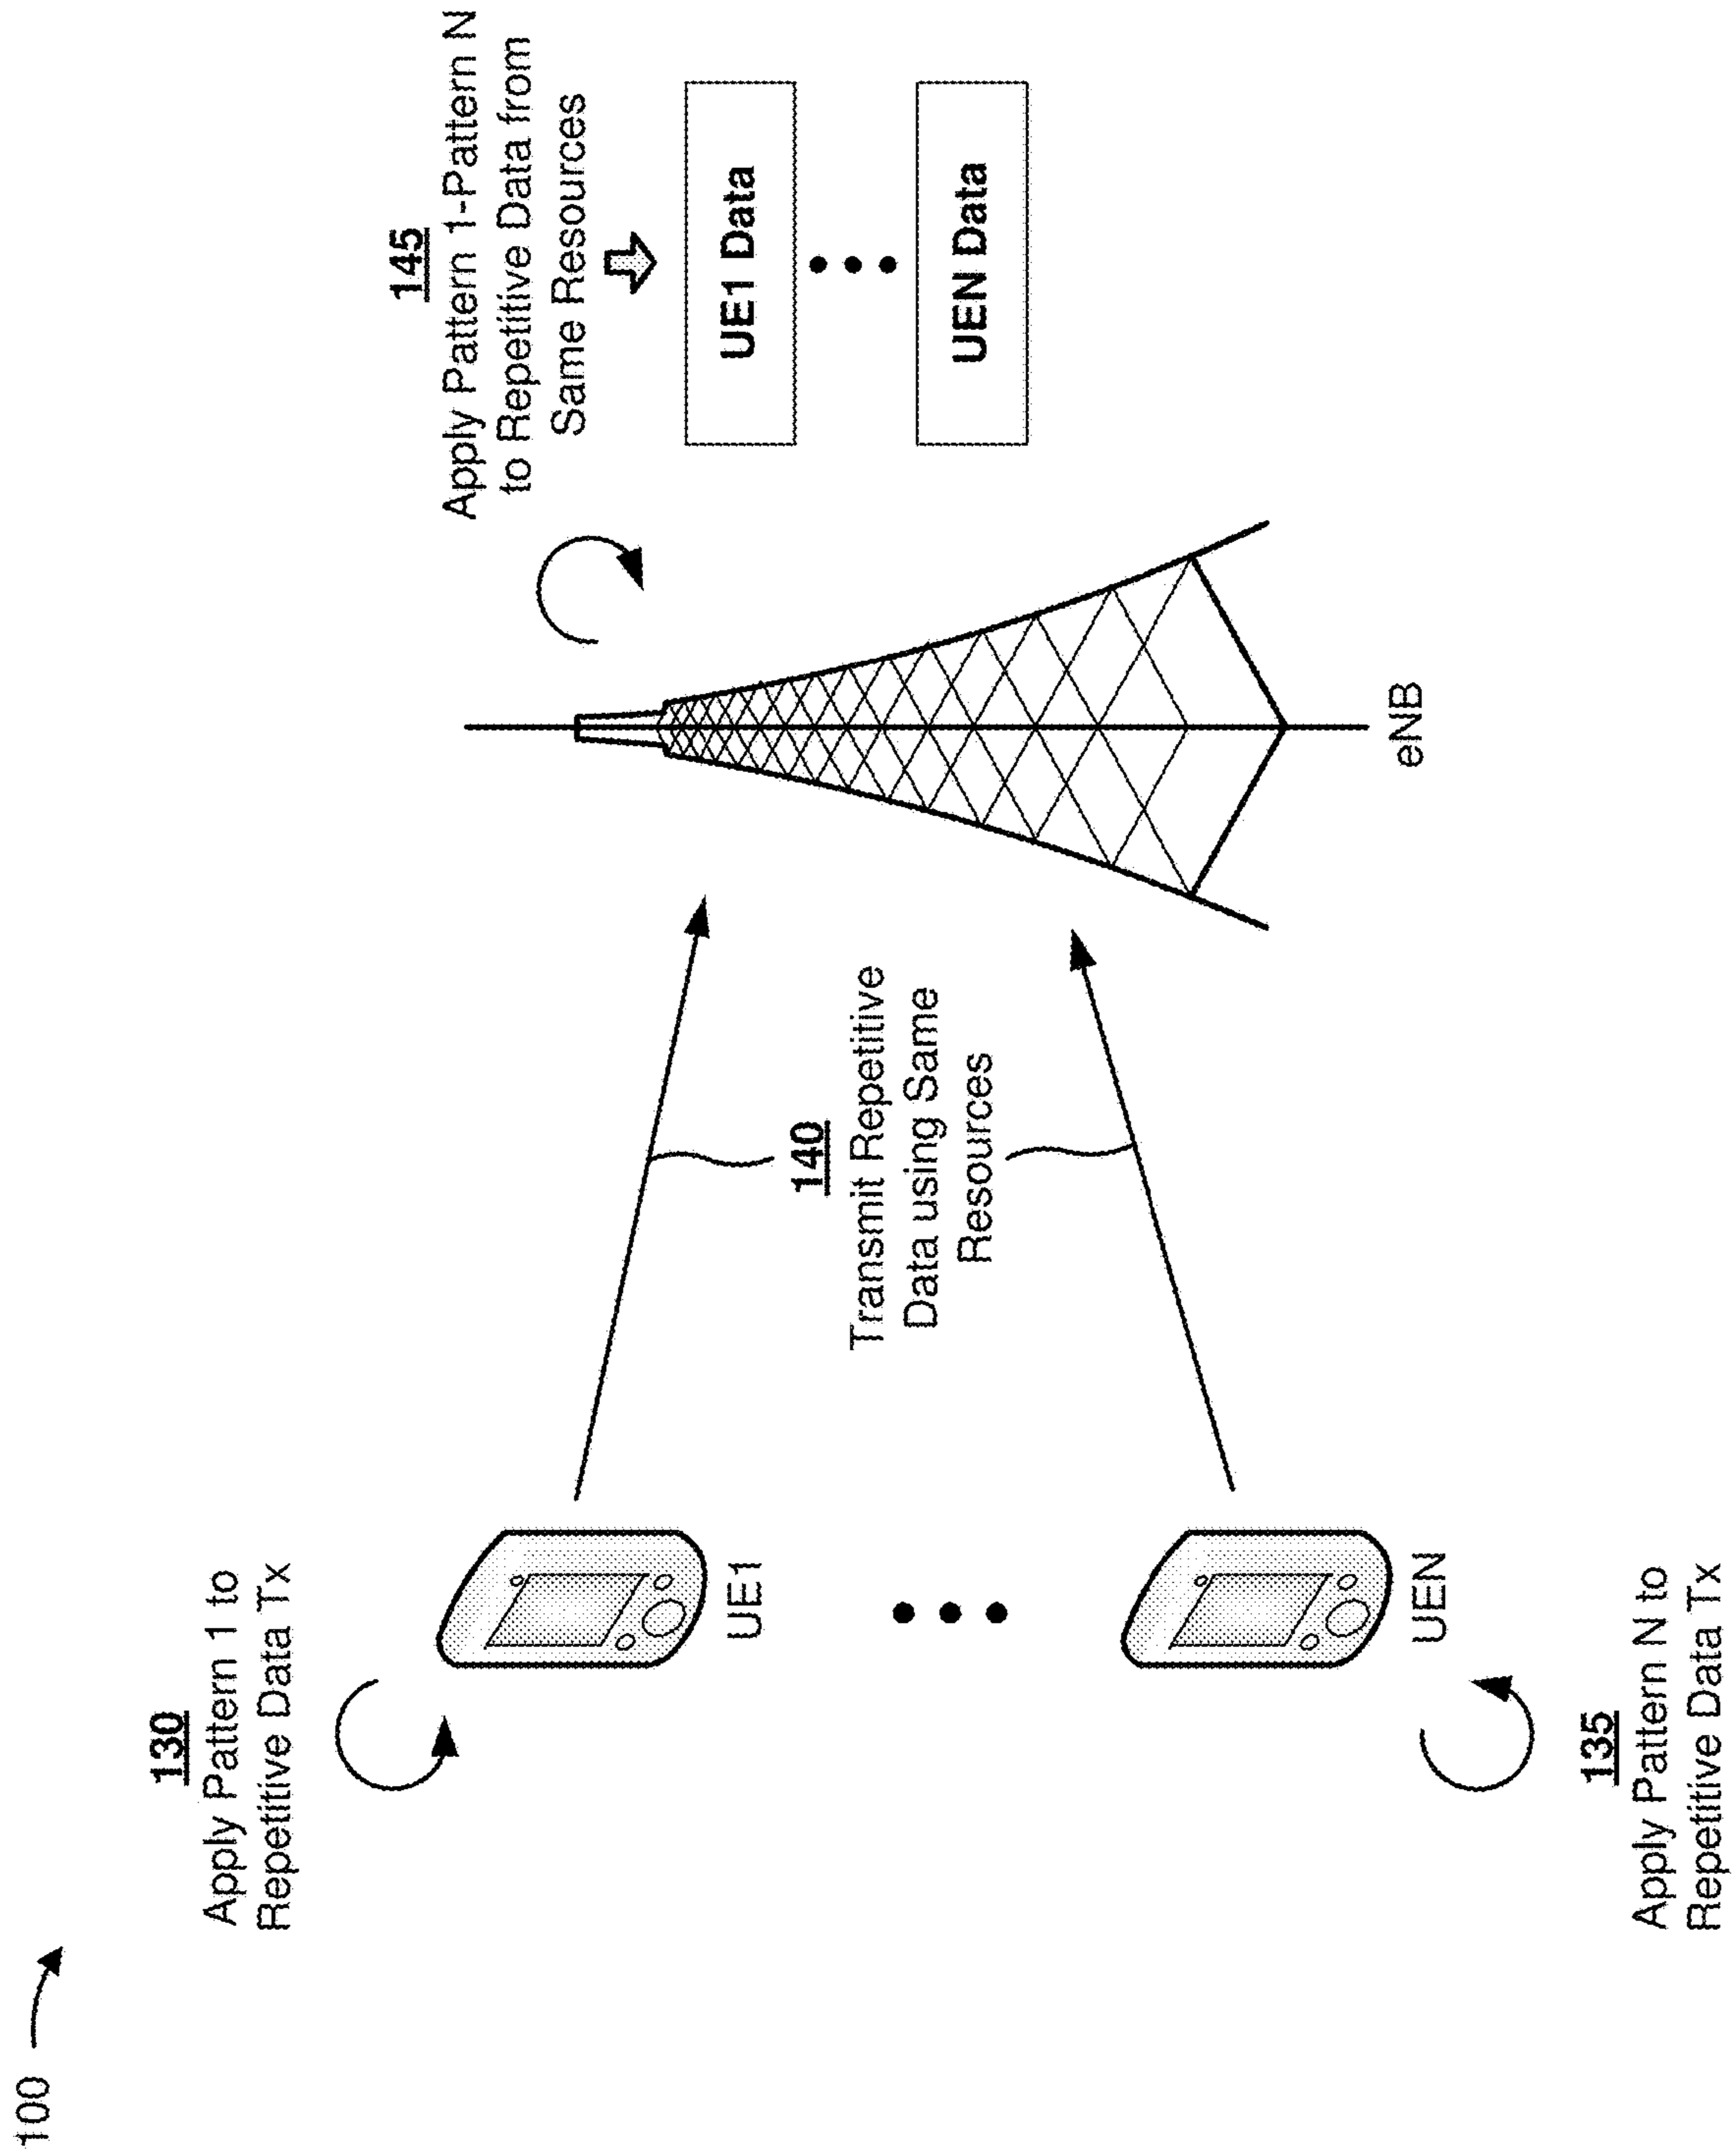 100
130
Apply Pattern 1 to
Repetitive Data Tx
UE1
UEN
135
Apply Pattern N to
Repetitive Data Tx
140
Transmit Repetitive
Data using Same
Resources
eNB
145
Apply Pattern 1-Pattern N
to Repetitive Data from
Same Resources
UE1 Data
UEN Data